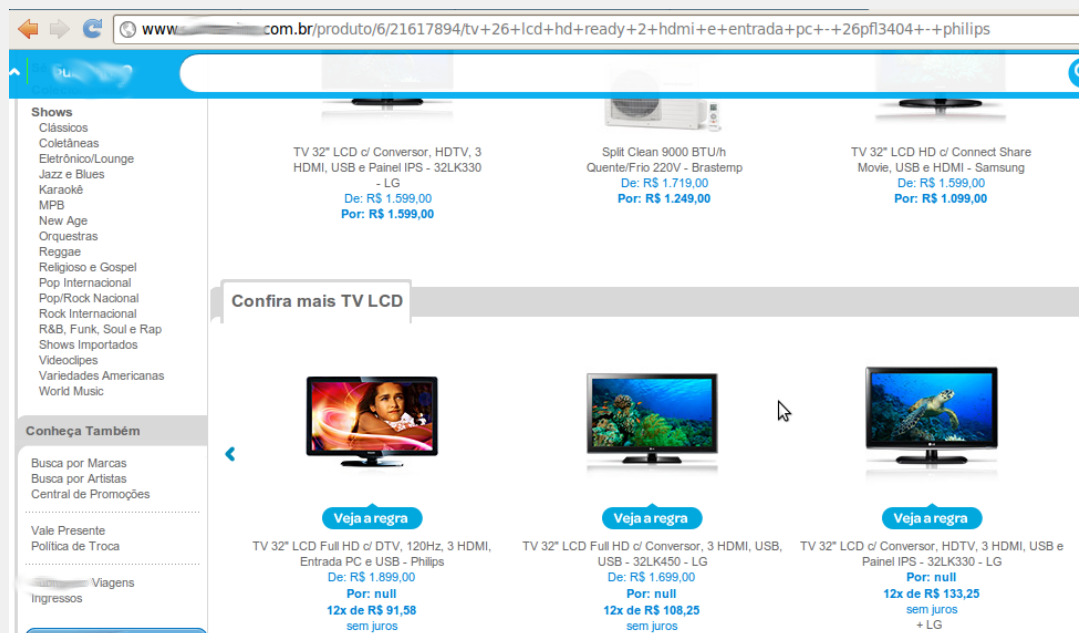 www.
com.br/produto/6/21617894/tv+26+lcd+hd+ready+2+hdmi+e+entrada+pc+-+26pfl3404+-+philips
Shows
Clássicos
Coletâneas
Eletrônico/Lounge
Jazz e Blues
Karaokê
MPB
New Age
Orquestras
Reggae
Religioso e Gospel
Pop Internacional
Pop/Rock Nacional
Rock Internacional
R&B, Funk, Soul e Rap
Shows Importados
Videoclipes
Variedades Americanas
World Music
Conheça Também
Busca por Marcas
Busca por Artistas
Central de Promoções
Vale Presente
Política de Troca
Viagens
Ingressos
TV 32" LCD c/ Conversor, HDTV, 3
HDMI, USB e Painel IPS - 32LK330
- LG
De: R$ 1.599,00
Por: R$ 1.599,00
Split Clean 9000 BTU/h
Quente/Frio 220V - Brastemp
De: R$ 1.719,00
Por: R$ 1.249,00
TV 32" LCD HD c/ Connect Share
Movie, USB e HDMI - Samsung
De: R$ 1.599,00
Por: R$ 1.099,00
Confira mais TV LCD
Veja a regra
TV 32" LCD Full HD c/ DTV, 120Hz, 3 HDMI,
Entrada PC e USB - Philips
De: R$ 1.899,00
Por: null
12x de R$ 91,58
sem juros
Veja a regra
TV 32" LCD Full HD c/ Conversor, 3 HDMI, USB,
USB - 32LK450 - LG
De: R$ 1.699,00
Por: null
12x de R$ 108,25
sem juros
Veja a regra
TV 32" LCD c/ Conversor, HDTV, 3 HDMI, USB e
Painel IPS - 32LK330 - LG
Por: null
12x de R$ 133,25
sem juros
+ LG